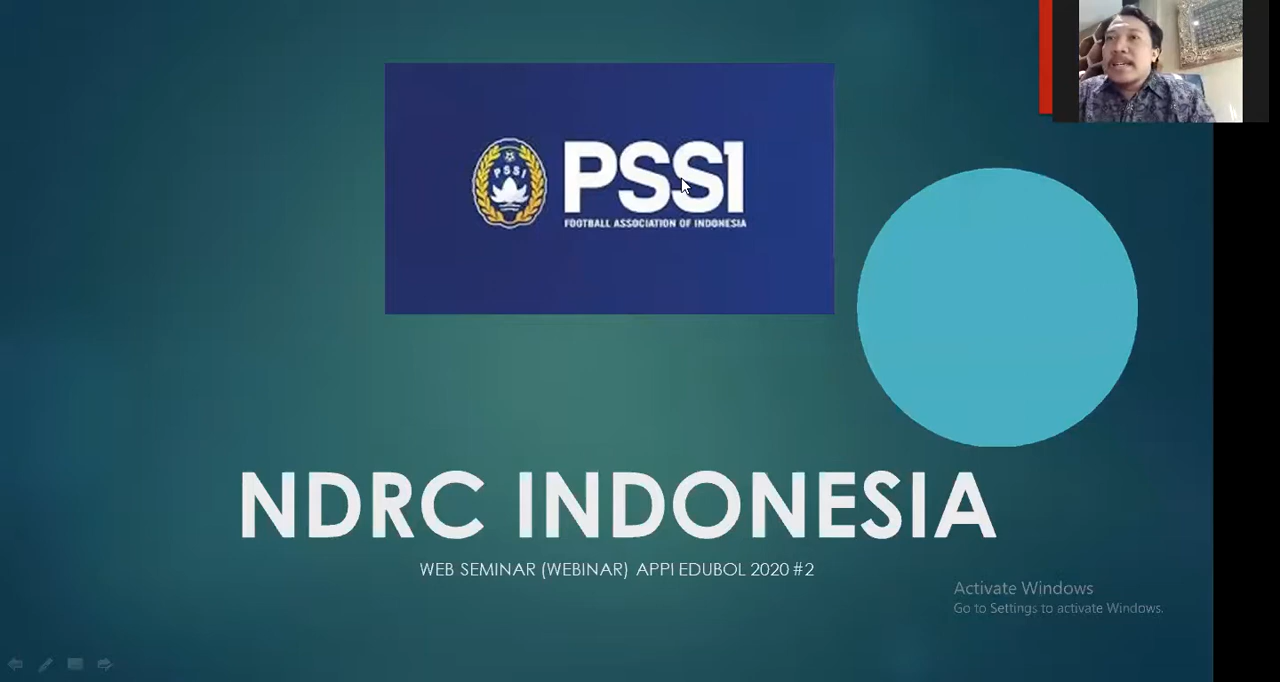 PSSI
PSSI
FOOTBALL ASSOCIATION OF INDONESIA
NDRC INDONESIA
WEB SEMINAR (WEBINAR) APPI EDUBOL 2020 #2
Activate Windows
Go to Settings to activate Windows.